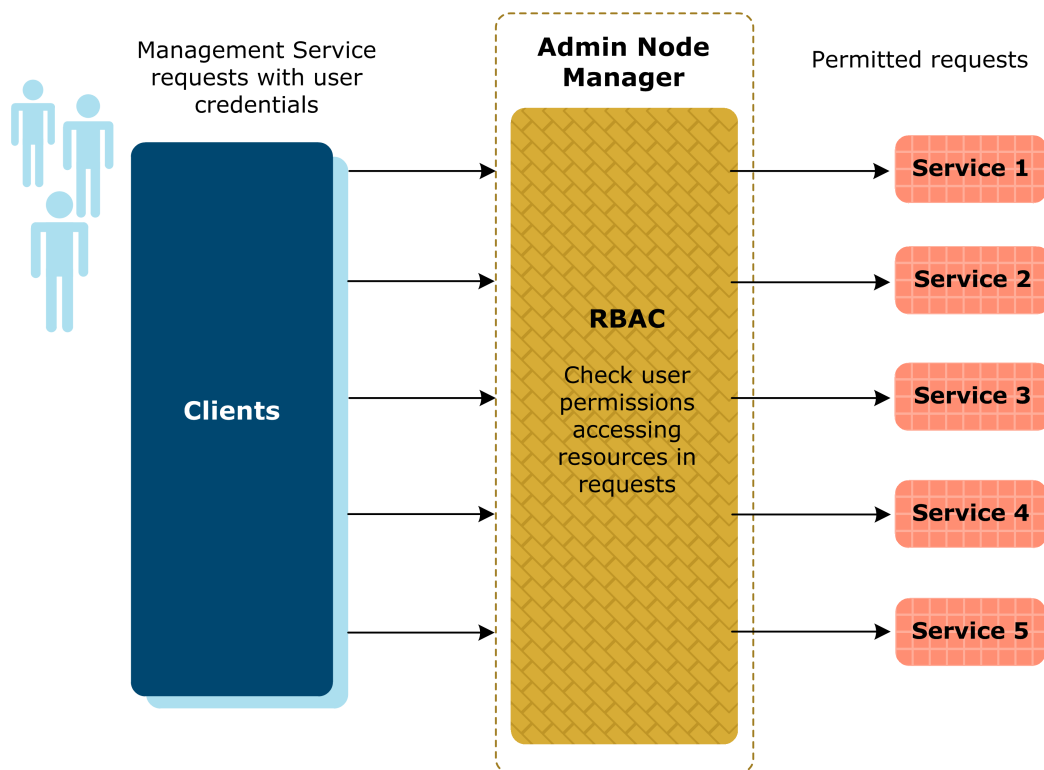 Management Service
requests with user
credentials
Admin Node
Manager
Permitted requests
Clients
RBAC
Check user
permissions
accessing
resources in
requests
Service 1
Service 2
Service 3
Service 4
Service 5